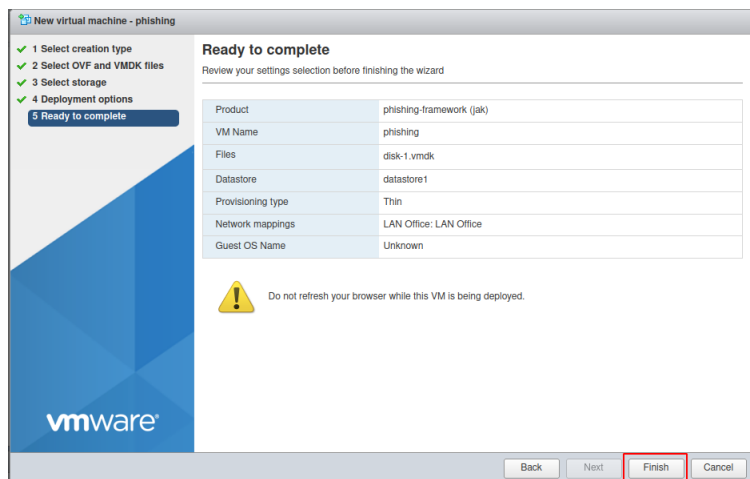 New virtual machine - phishing
1 Select creation type
2 Select OVF and VMDK files
3 Select storage
4 Deployment options
5 Ready to complete
Ready to complete
Review your settings selection before finishing the wizard
Product phishing-framework (jak)
VM Name phishing
Files disk-1.vmdk
Datastore datastore1
Provisioning type Thin
Network mappings LAN Office: LAN Office
Guest OS Name Unknown
Do not refresh your browser while this VM is being deployed.
vmware®
Back Next Finish Cancel